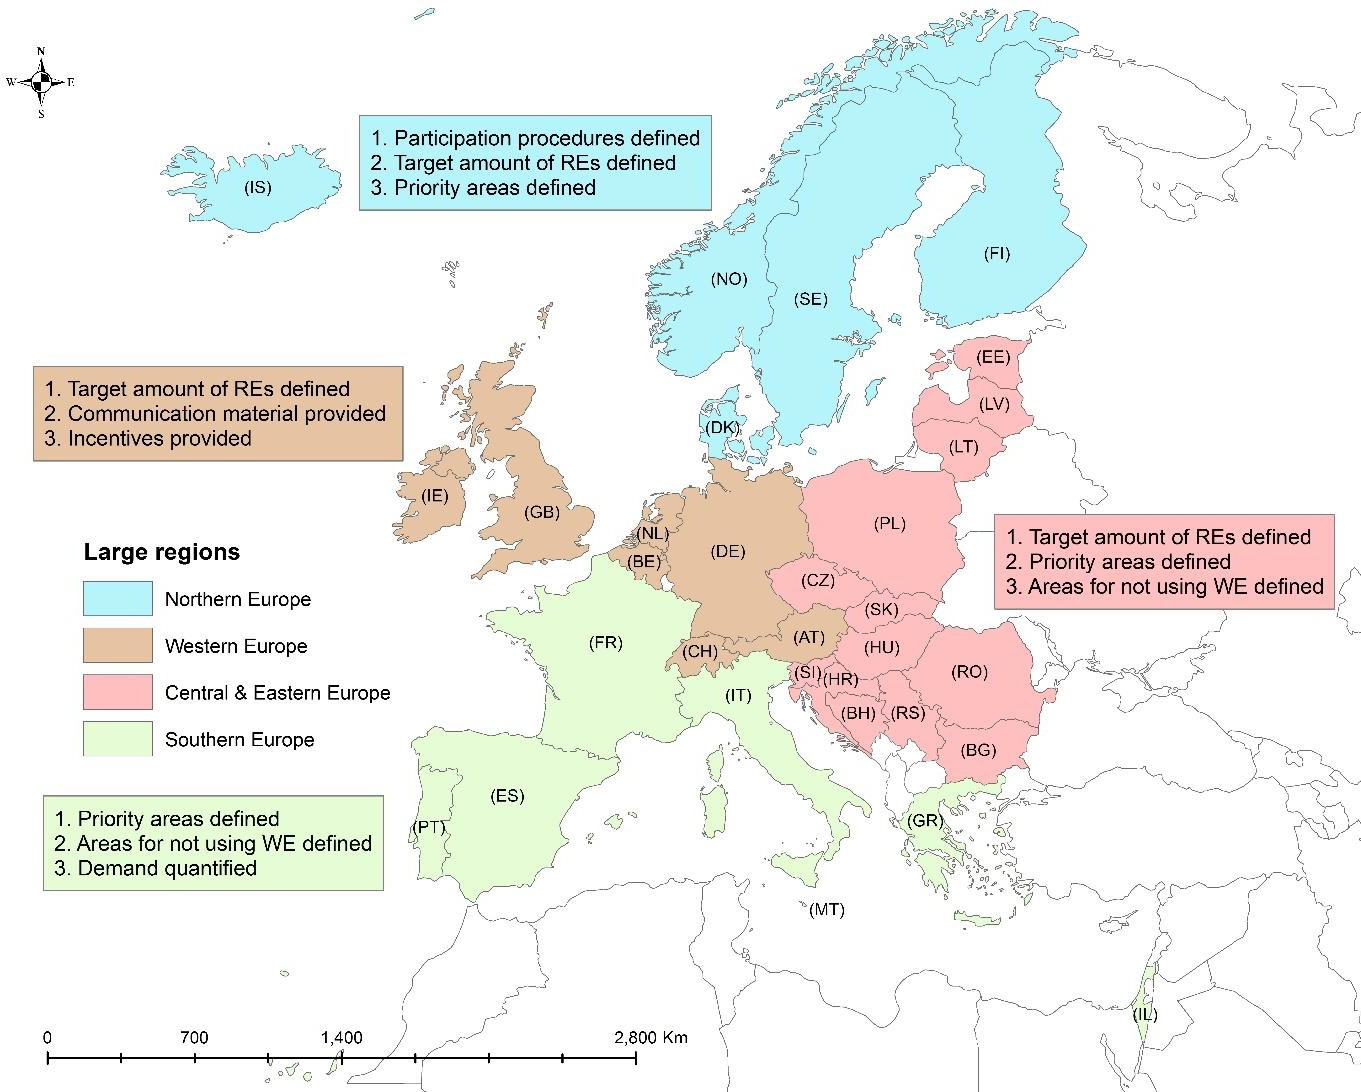 N
W E
S
1. Participation procedures defined
2. Target amount of REs defined
3. Priority areas defined
(IS)
(FI)
(NO)
(SE)
(EE)
1. Target amount of REs defined
2. Communication material provided
3. Incentives provided
(LV)
(DK)
(LT)
(IE)
(GB)
(PL)
(NL)
(DE)
(BE)
1. Target amount of REs defined
2. Priority areas defined
3. Areas for not using WE defined
Large regions
Northern Europe
Western Europe
Central & Eastern Europe
Southern Europe
(CZ)
(SK)
(AT)
(FR)
(CH)
(HU)
(SI)
(HR)
(RO)
(IT)
(BH)
(RS)
(BG)
(ES)
(PT)
(GR)
1. Priority areas defined
2. Areas for not using WE defined
3. Demand quantified
(MT)
(IL)
0 700 1,400 2,800 Km